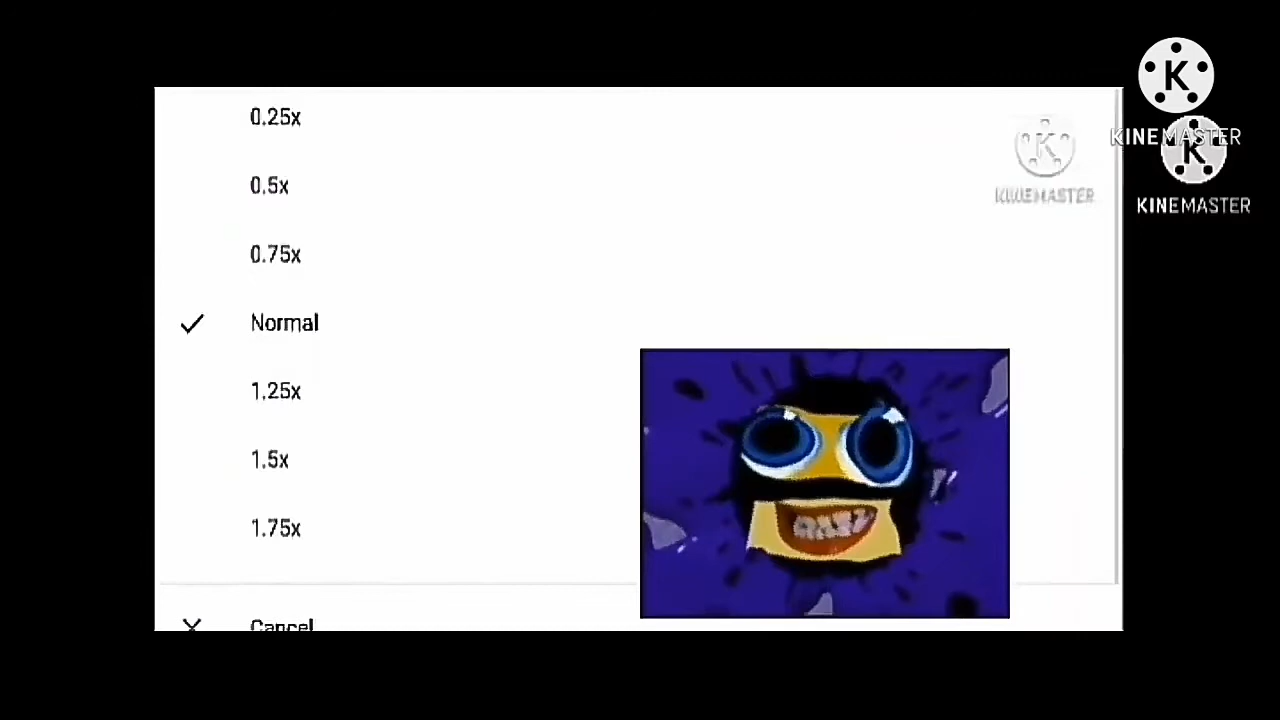 0.25x
0.5x
0.75x
Normal
1.25x
1.5x
1.75x
Cancel
K
KINEMASTER
K
KINEMASTER
K
KINEMASTER